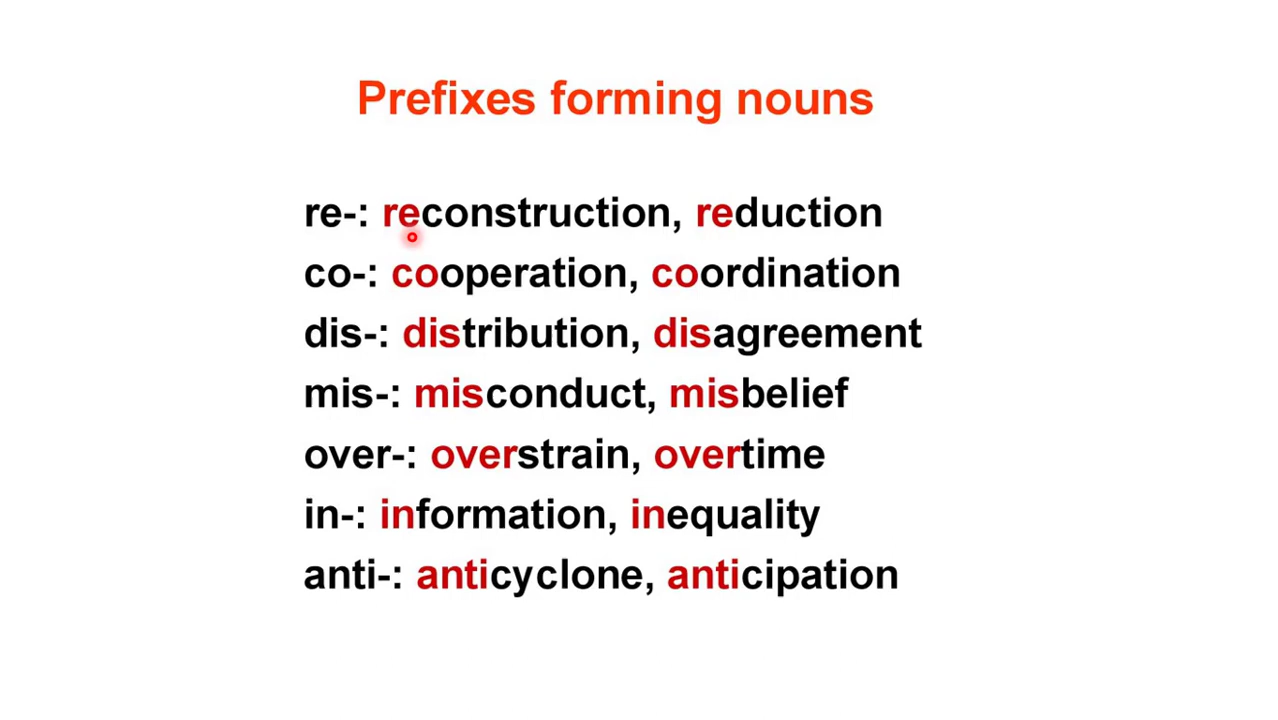 Prefixes forming nouns
re-: reconstruction, reduction
co-: cooperation, coordination
dis-: distribution, disagreement
mis-: misconduct, misbelief
over-: overstrain, overtime
in-: information, inequality
anti-: anticyclone, anticipation